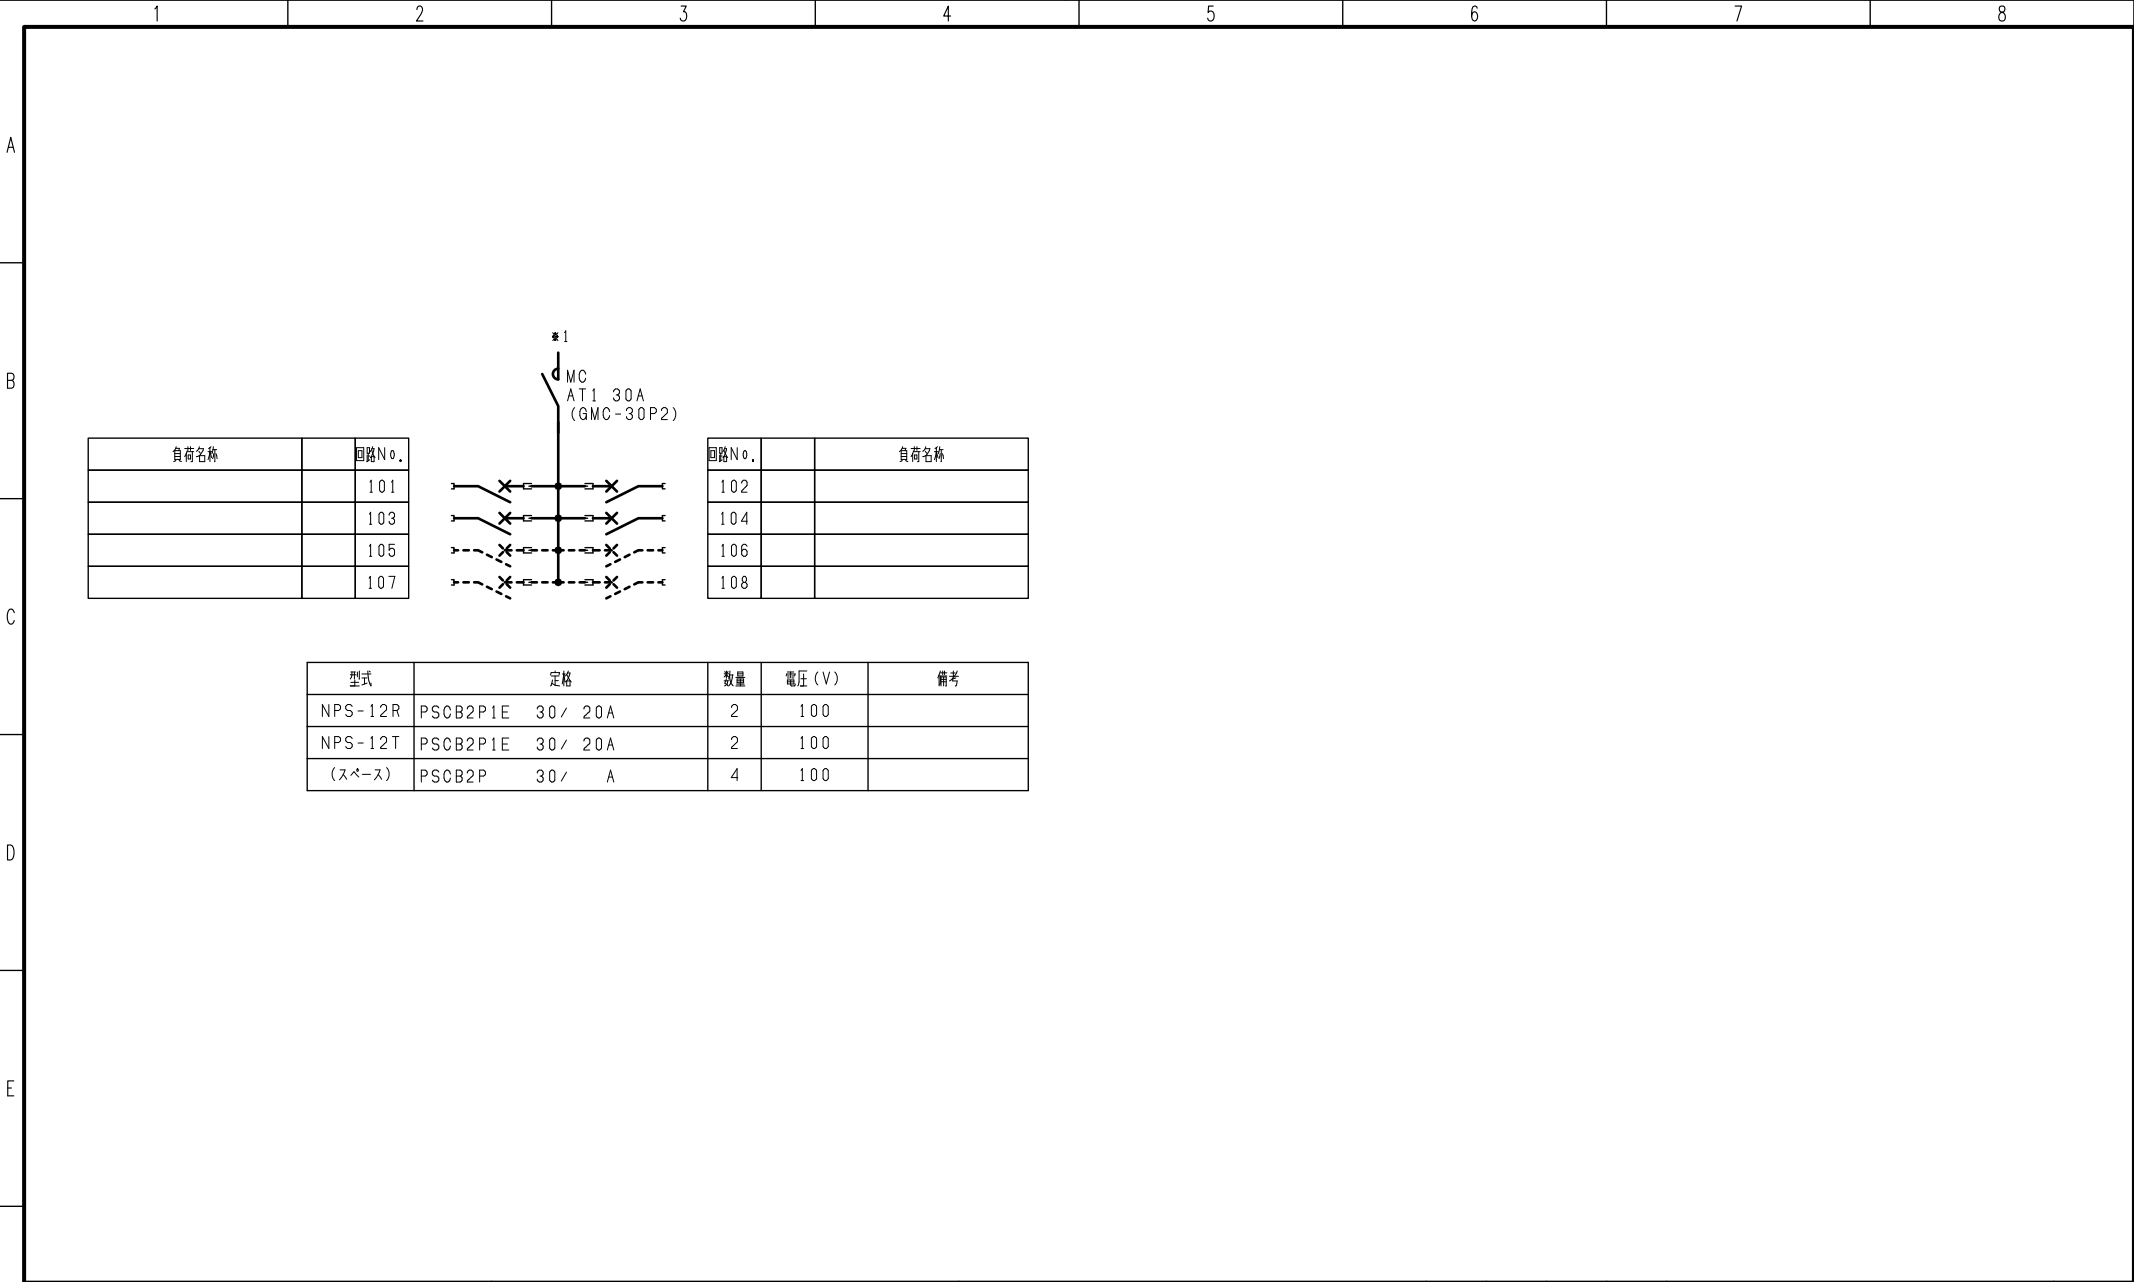 1 2 3 4 5 6 7 8
A
B
C
D
E
*1
MC
AT1 30A
(GMC-30P2)
負荷名称 回路No.
101
103
105
107
回路No. 負荷名称
102
104
106
108
型式 定格 数量 電圧(V) 備考
NPS-12R PSCB2P1E 30/ 20A 2 100
NPS-12T PSCB2P1E 30/ 20A 2 100
(スペース) PSCB2P 30/ A 4 100